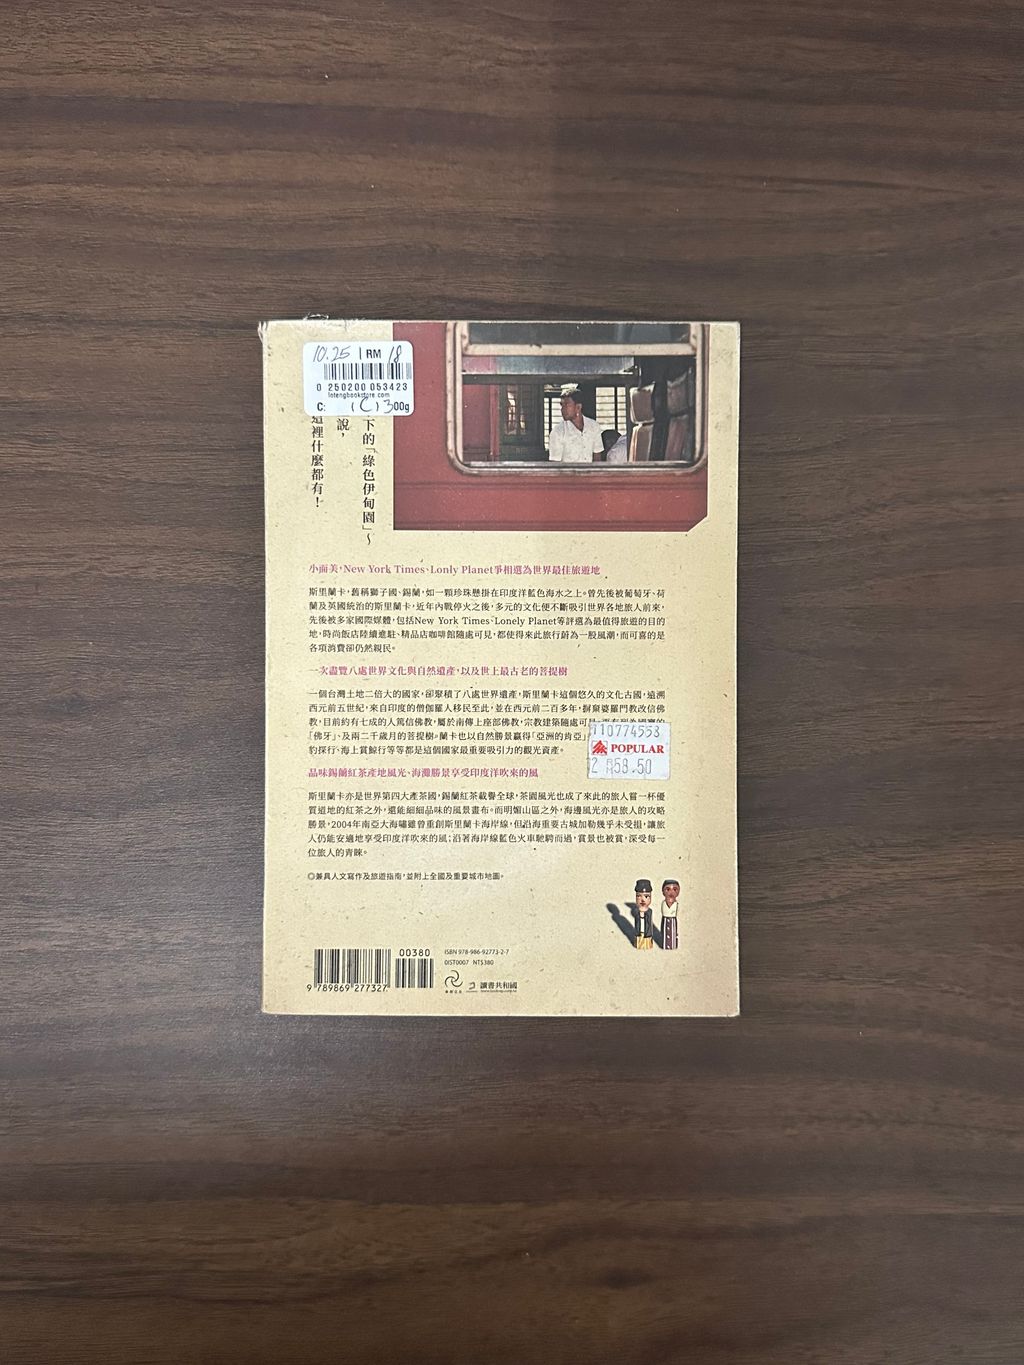 10.25 RM 18
0 250200 053423
lotengbookstore.com
C: (C) 300g
下的「綠色伊甸園」～
說，
這裡什麼都有！
小而美，New York Times、Lonly Planet爭相選為世界最佳旅遊地
斯里蘭卡，舊稱獅子國、錫蘭，如一顆珍珠懸掛在印度洋藍色海水之上。曾先後被葡萄牙、荷
蘭及英國統治的斯里蘭卡，近年內戰停火之後，多元的文化便不斷吸引世界各地旅人前來，
先後被多家國際媒體，包括New York Times、Lonely Planet等評選為最值得旅遊的目的
地，時尚飯店陸續進駐、精品店咖啡館隨處可見，都使得來此旅行蔚為一股風潮，而可喜的是
各項消費卻仍然親民。
一次盡覽八處世界文化與自然遺產，以及世上最古老的菩提樹
一個台灣土地二倍大的國家，卻聚積了八處世界遺產，斯里蘭卡這個悠久的文化古國，遠溯
西元前五世紀，來自印度的僧伽羅人移民至此，並在西元前二百多年，摒棄婆羅門教改信佛
教，目前約有七成的人篤信佛教，屬於南傳上座部佛教，宗教建築隨處可見，更有列為國寶的
「佛牙」、及兩二千歲月的菩提樹。蘭卡也以自然勝景贏得「亞洲的肯亞」
豹探行、海上賞鯨行等等都是這個國家最重要吸引力的觀光資產。
110774553
POPULAR
2 RM58.50
品味錫蘭紅茶產地風光、海灘勝景享受印度洋吹來的風
斯里蘭卡亦是世界第四大產茶國，錫蘭紅茶載譽全球，茶園風光也成了來此的旅人嘗一杯優
質道地的紅茶之外，還能細細品味的風景畫布。而明媚山區之外，海邊風光亦是旅人的攻略
勝景，2004年南亞大海嘯雖曾重創斯里蘭卡海岸線，但沿海重要古城加勒幾乎未受損，讓旅
人仍能安適地享受印度洋吹來的風；沿著海岸線藍色火車馳騁而過，賞景也被賞，深受每一
位旅人的青睞。
◎兼具人文寫作及旅遊指南，並附上全國及重要城市地圖。
00380
9 789869 277327
ISBN 978-986-92773-2-7
0IST0007 NT$380
讀書共和國